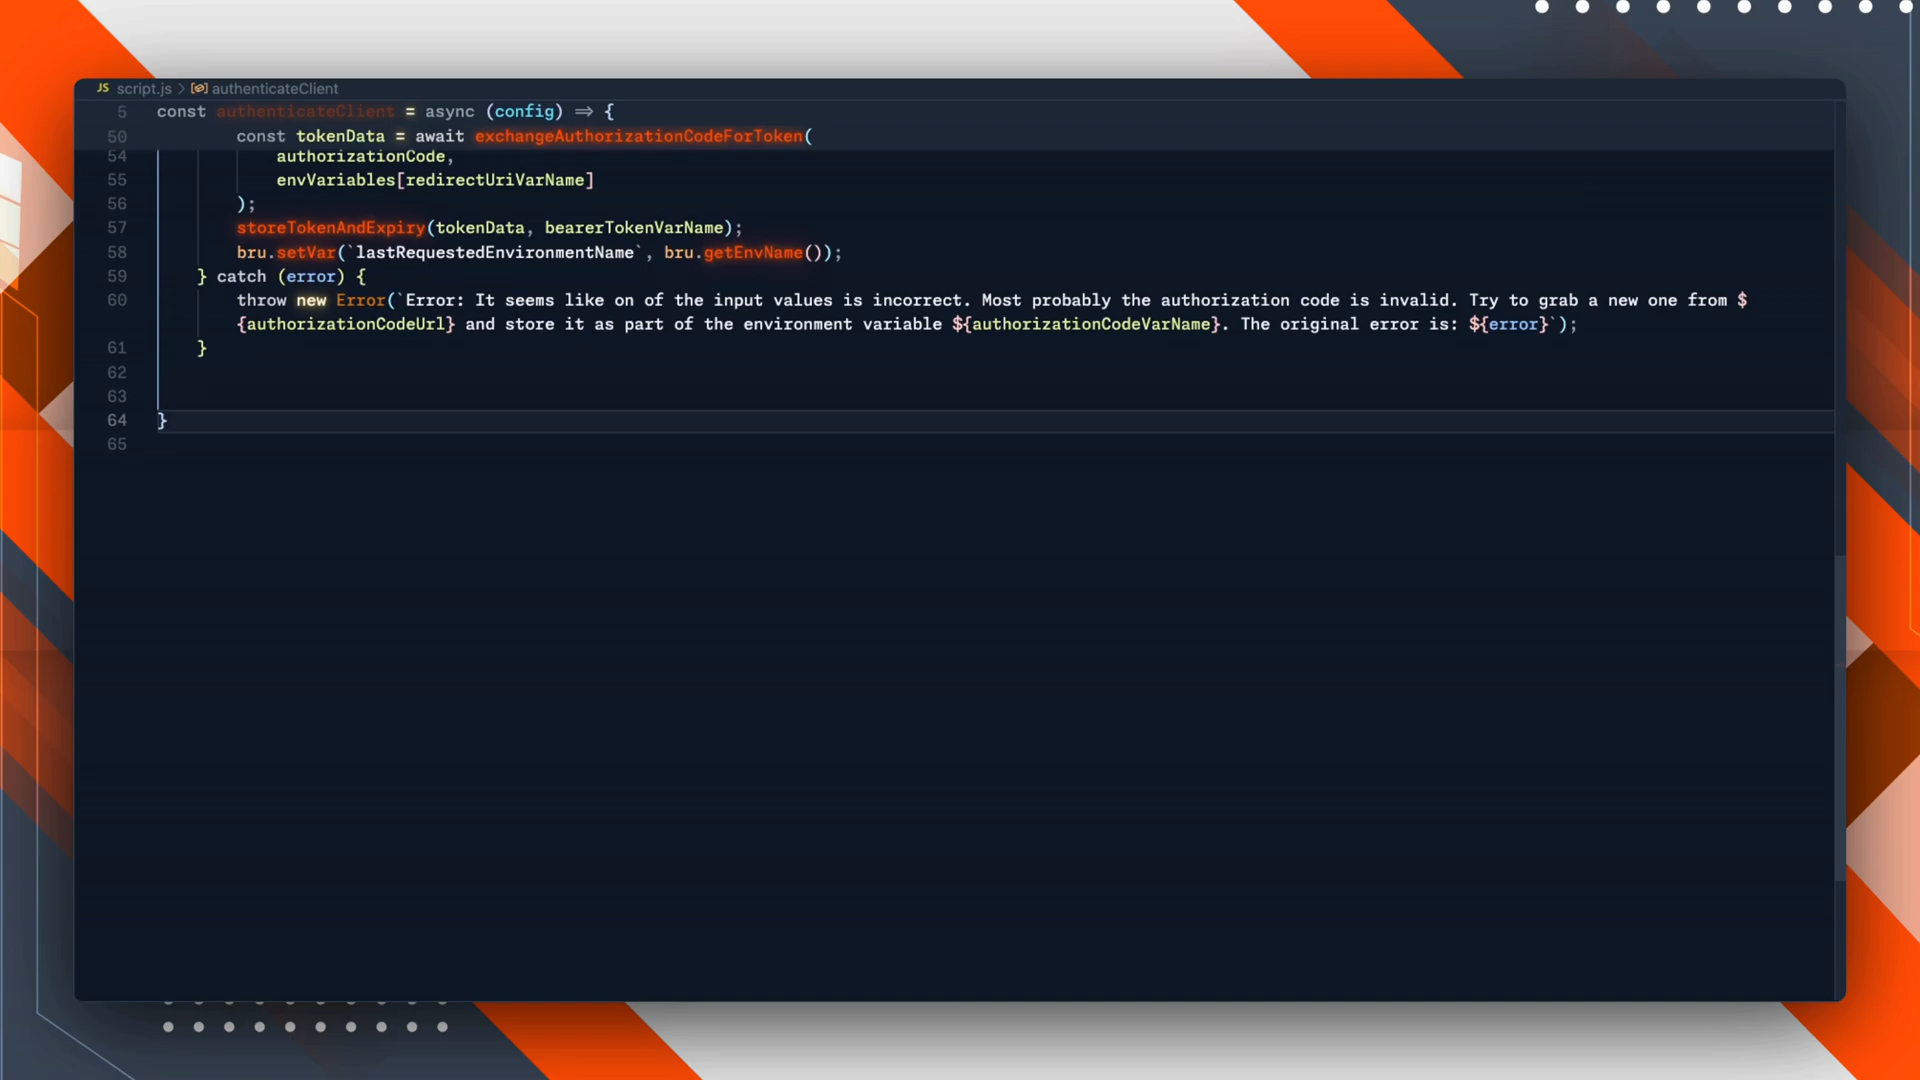 JS script.js > authenticateClient
5 const authenticateClient = async (config) => {
50 const tokenData = await exchangeAuthorizationCodeForToken(
54 authorizationCode,
55 envVariables[redirectUriVarName]
56 );
57 storeTokenAndExpiry(tokenData, bearerTokenVarName);
58 bru.setVar(`lastRequestedEnvironmentName`, bru.getEnvName());
59 } catch (error) {
60 throw new Error(`Error: It seems like on of the input values is incorrect. Most probably the authorization code is invalid. Try to grab a new one from $
{authorizationCodeUrl} and store it as part of the environment variable ${authorizationCodeVarName}. The original error is: ${error}`);
61 }
62
63
64 }
65